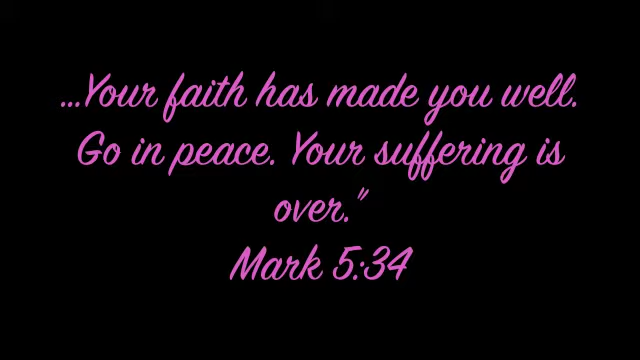 …Your faith has made you well.
Go in peace. Your suffering is
over.”
Mark 5:34